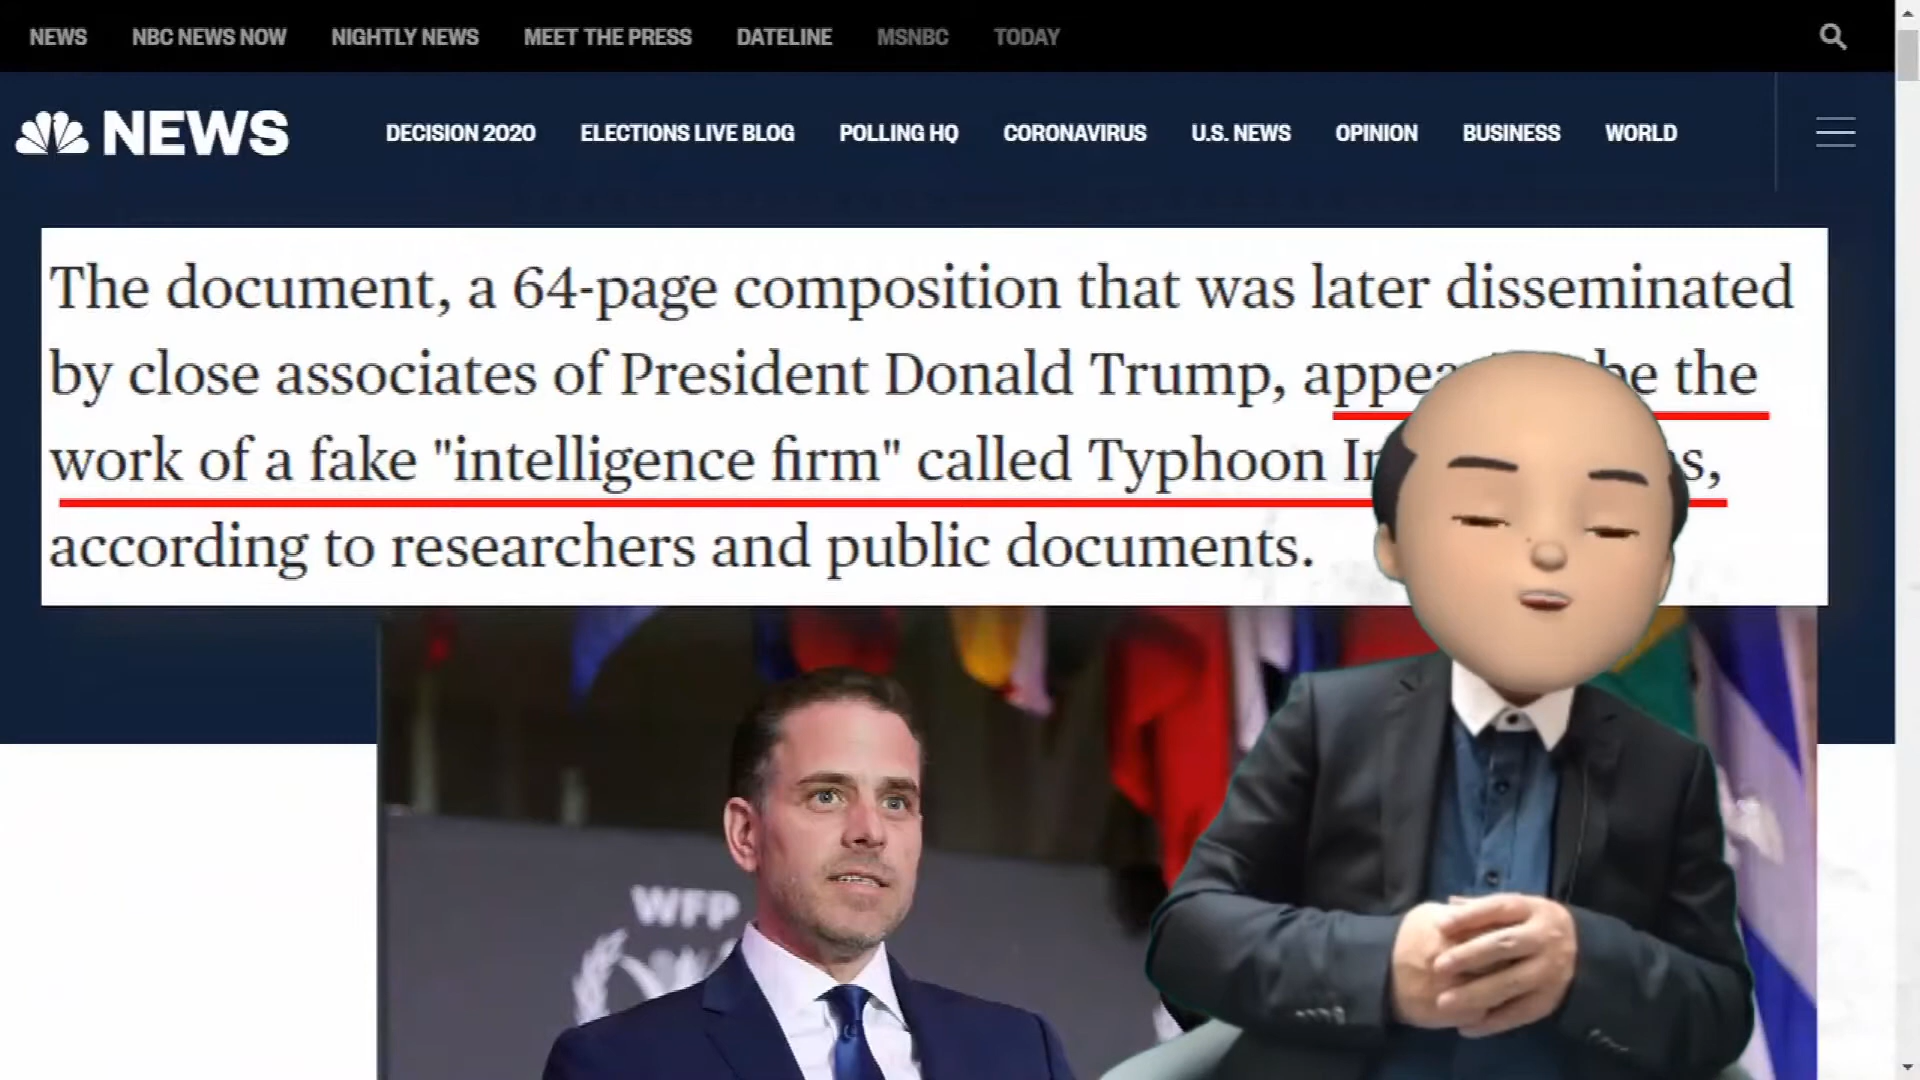 NEWS NBC NEWS NOW NIGHTLY NEWS MEET THE PRESS DATELINE MSNBC TODAY
NEWS DECISION 2020 ELECTIONS LIVE BLOG POLLING HQ CORONAVIRUS U.S. NEWS OPINION BUSINESS WORLD
The document, a 64-page composition that was later disseminated
by close associates of President Donald Trump, the
work of a fake "intelligence firm" called Typhoon
according to researchers and public documents.
WFP